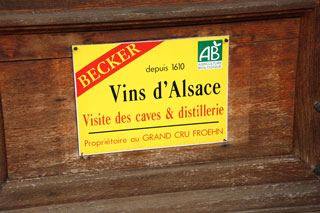 BECKER
depuis 1610
AB
Vins d'Alsace
Visite des caves & distillerie
Propriétaire au GRAND CRU FROEHN